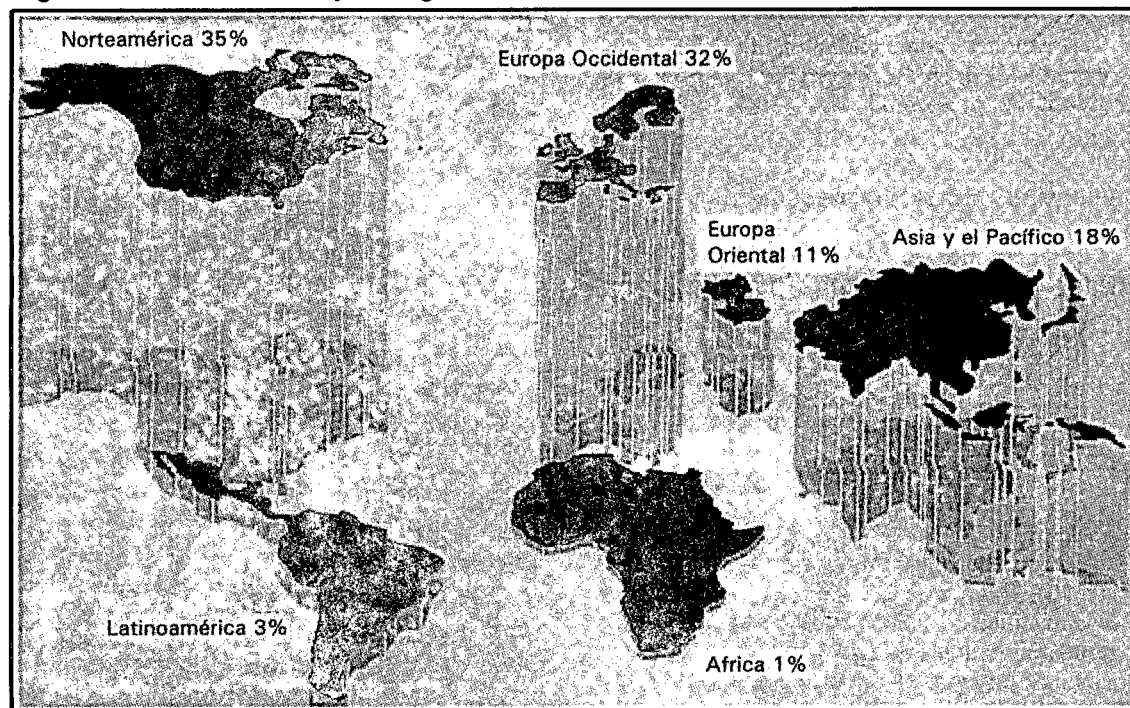 Norteamérica 35%
Europa Occidental 32%
Europa
Oriental 11%
Asia y el Pacífico 18%
Latinoamérica 3%
Africa 1%